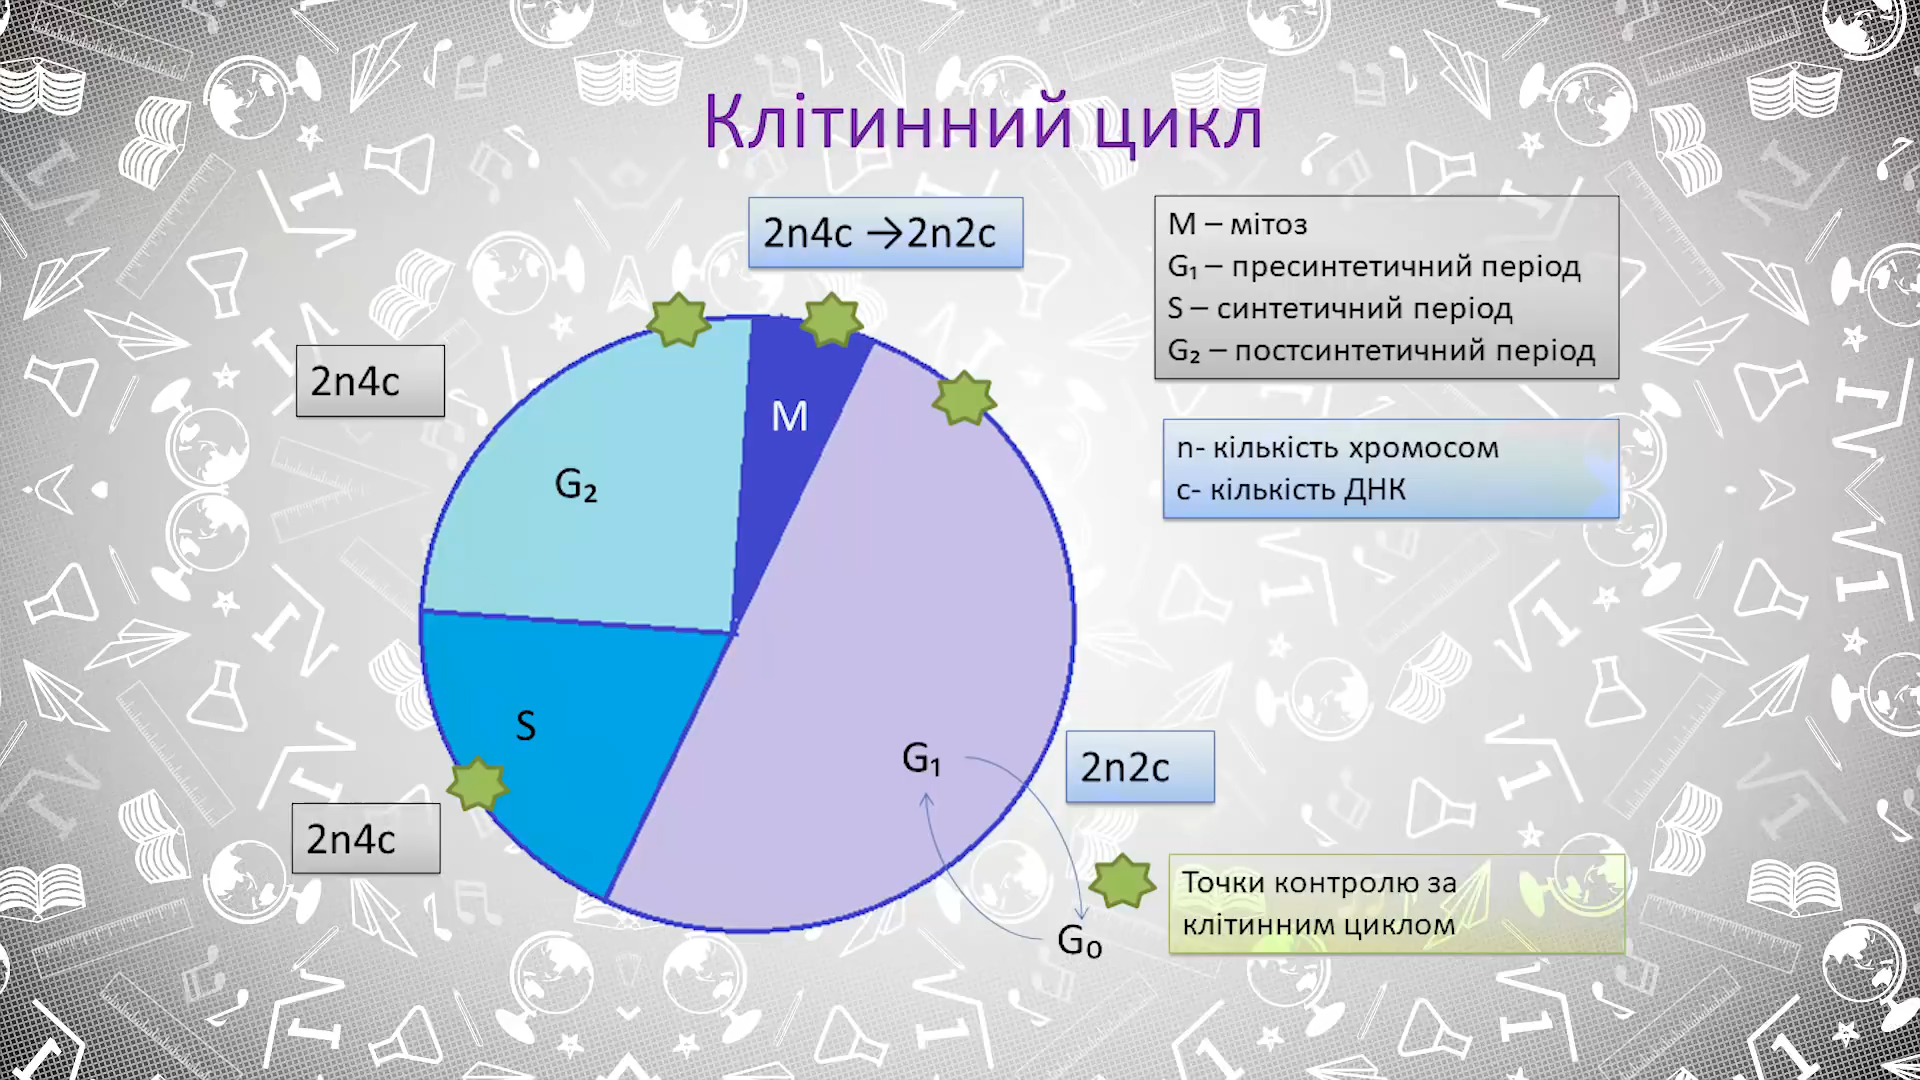 Клітинний цикл
2n4c →2n2c
M – мітоз
G₁ – пресинтетичний період
S – синтетичний період
G₂ – постсинтетичний період
2n4c
M
n- кількість хромосом
c- кількість ДНК
G₂
S
G₁
2n2c
2n4c
Точки контролю за
клітинним циклом
G₀